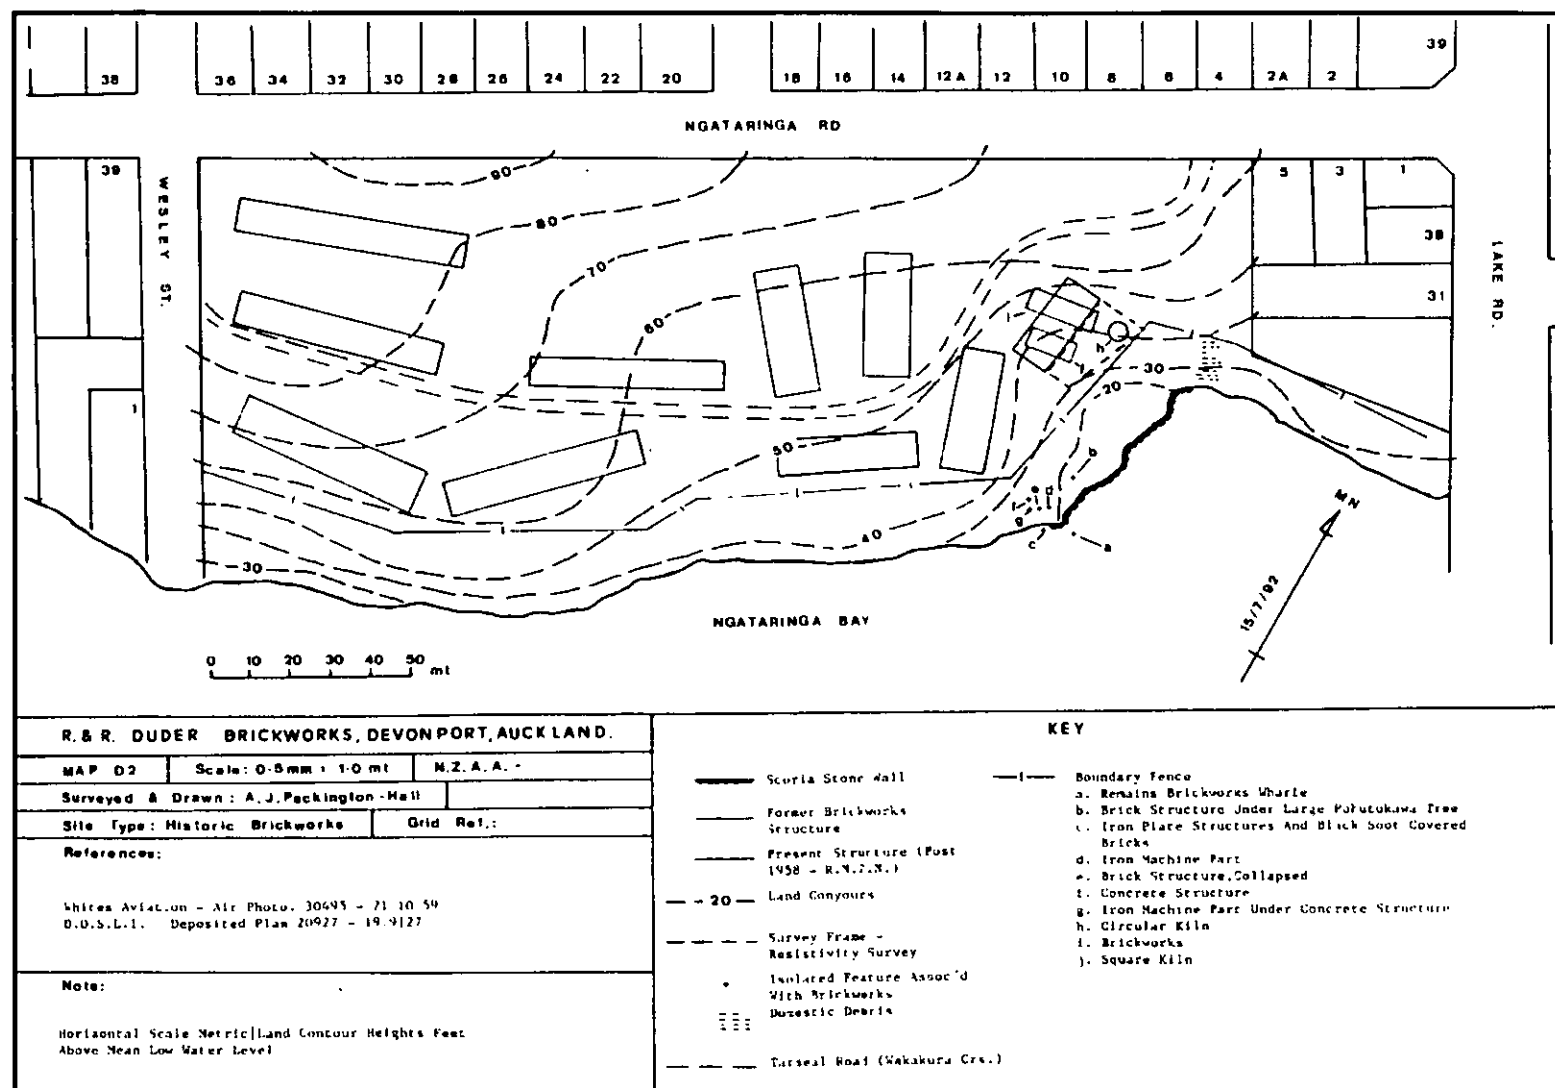 39
38 36 34 32 30 28 26 24 22 20 18 16 14 12A 12 10 8 6 4 2A 2
NGATARINGA RD
39
WESLEY ST.
1
5 3 1
38
31
LAKE RD.
90
80
70
60
50
40
30
30
20
h
i
j
b
e
d
f
g
c
a
MN
15/7/92
NGATARINGA BAY
0 10 20 30 40 50 mt
R. & R. DUDER BRICKWORKS, DEVONPORT, AUCKLAND.
MAP D2 Scale: 0·5mm : 1·0 mt N.Z.A.A. -
Surveyed & Drawn: A.J. Packington-Hall
Site Type: Historic Brickworks Grid Ref.:
References:
Whites Aviation - Air Photo. 30495 - 21 10 59
D.O.S.L.I. Deposited Plan 20927 - 19.9|27
Note:
Horizontal Scale Metric|Land Contour Heights Feet
Above Mean Low Water Level
KEY
Scoria Stone Wall
Former Brickworks
Structure
Present Structure (Post
1958 - R.N.Z.N.)
20 Land Conyours
Survey Frame -
Resistivity Survey
Isolated Feature Assoc'd
With Brickworks
Domestic Debris
Tarseal Road (Wakakura Crs.)
Boundary Fence
a. Remains Brickworks Wharfe
b. Brick Structure Under Large Pohutukawa Tree
c. Iron Plate Structures And Black Soot Covered
Bricks
d. Iron Machine Part
e. Brick Structure, Collapsed
f. Concrete Structure
g. Iron Machine Part Under Concrete Structure
h. Circular Kiln
i. Brickworks
j. Square Kiln